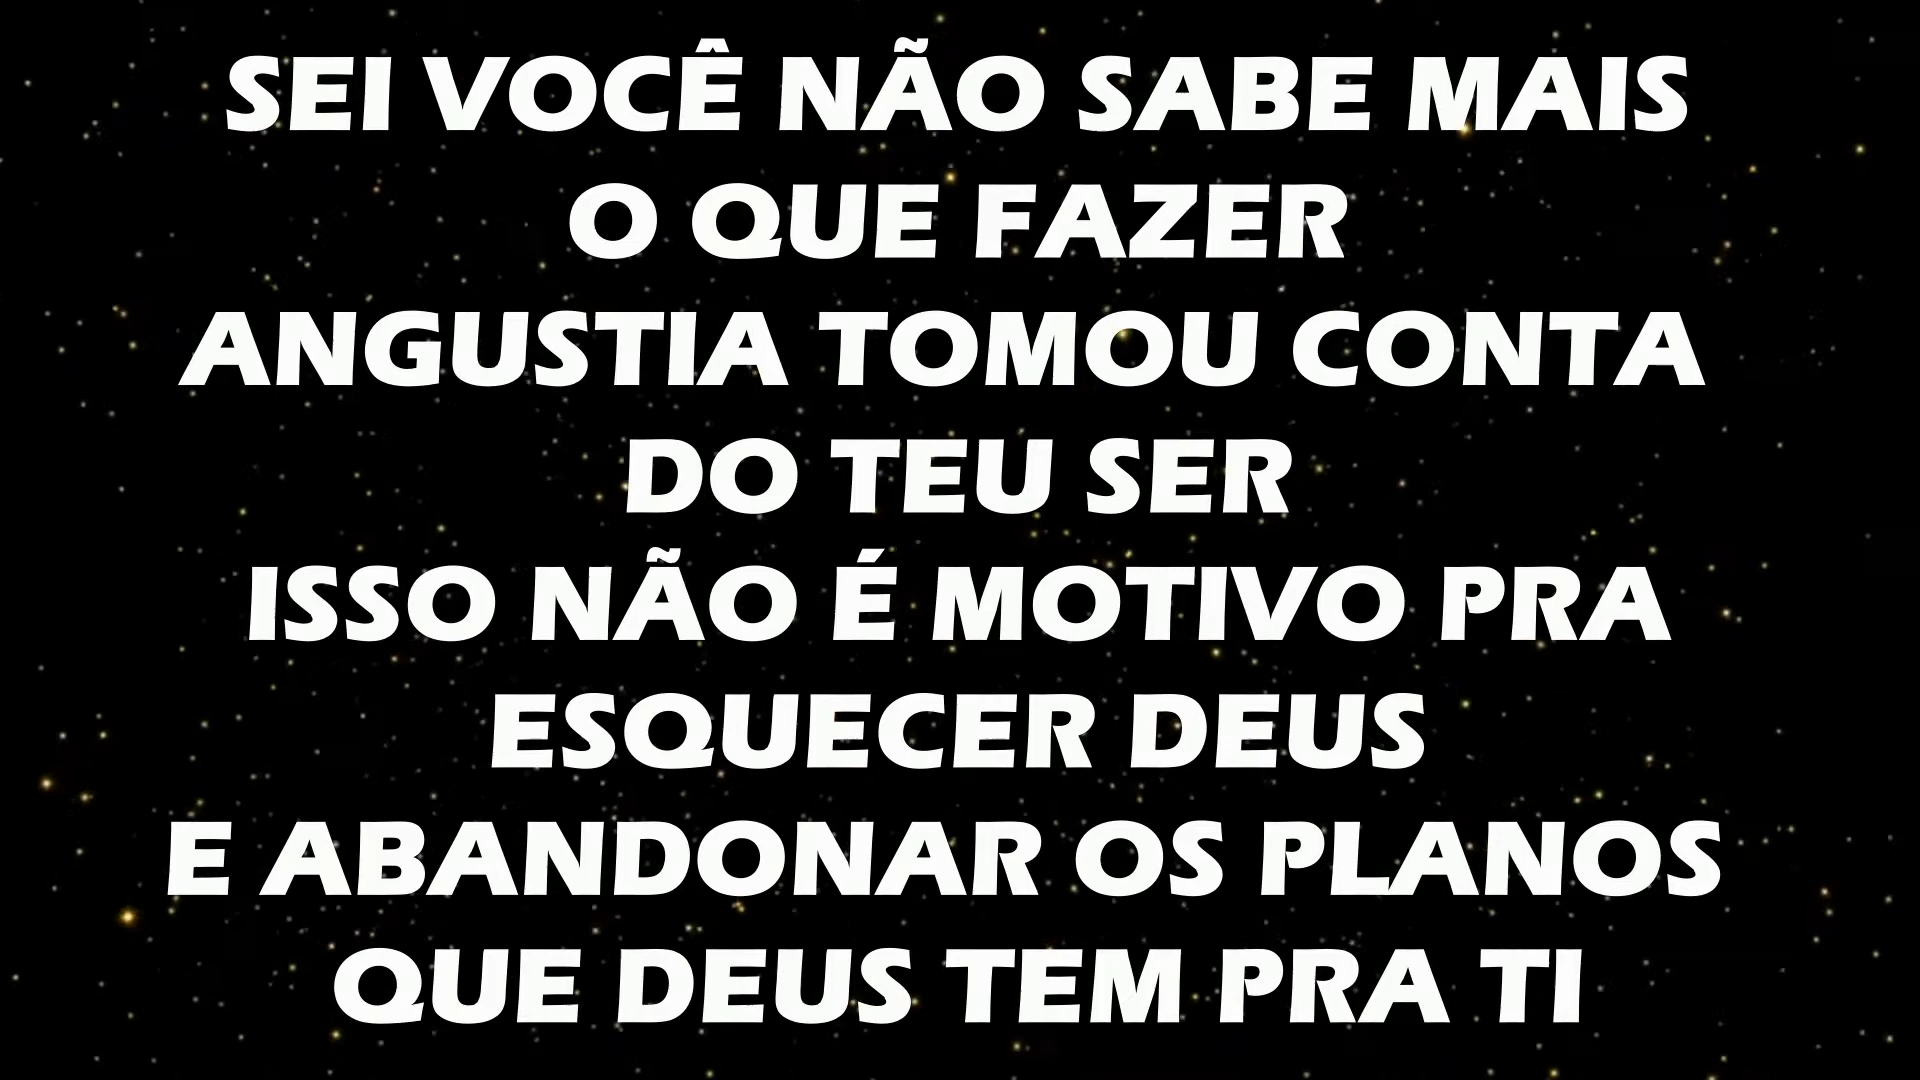 SEI VOCÊ NÃO SABE MAIS
O QUE FAZER
ANGUSTIA TOMOU CONTA
DO TEU SER
ISSO NÃO É MOTIVO PRA
ESQUECER DEUS
E ABANDONAR OS PLANOS
QUE DEUS TEM PRA TI